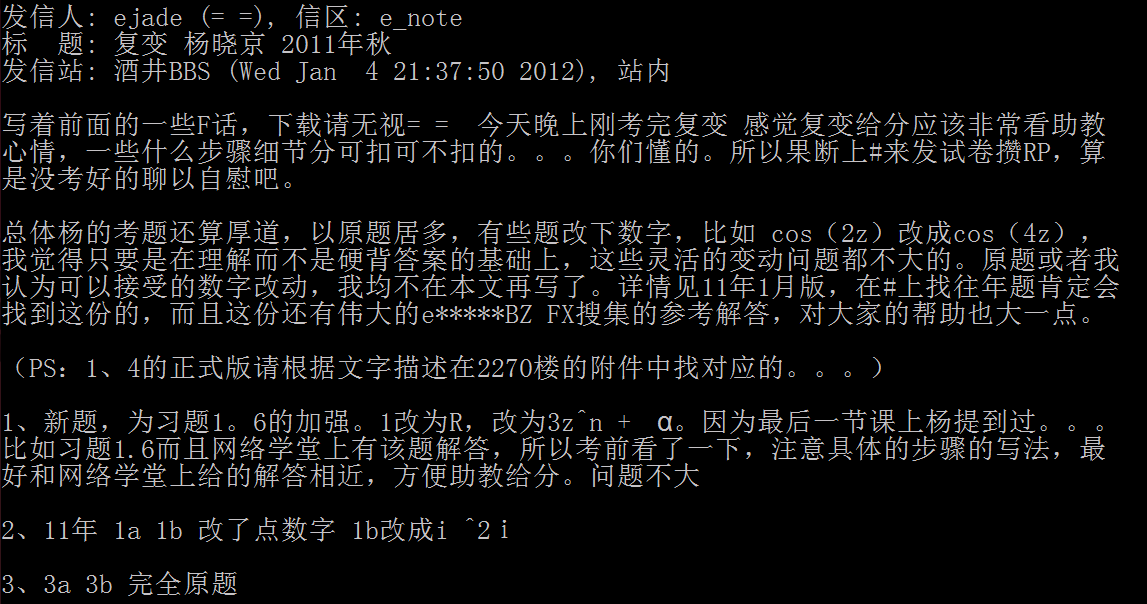 发信人: ejade (= =), 信区: e_note
标  题: 复变 杨晓京 2011年秋
发信站: 酒井BBS (Wed Jan  4 21:37:50 2012), 站内
写着前面的一些F话，下载请无视= =  今天晚上刚考完复变 感觉复变给分应该非常看助教
心情，一些什么步骤细节分可扣可不扣的。。。你们懂的。所以果断上#来发试卷攒RP，算
是没考好的聊以自慰吧。
总体杨的考题还算厚道，以原题居多，有些题改下数字，比如 cos（2z）改成cos（4z），
我觉得只要是在理解而不是硬背答案的基础上，这些灵活的变动问题都不大的。原题或者我
认为可以接受的数字改动，我均不在本文再写了。详情见11年1月版，在#上找往年题肯定会
找到这份的，而且这份还有伟大的e*****BZ FX搜集的参考解答，对大家的帮助也大一点。
（PS：1、4的正式版请根据文字描述在2270楼的附件中找对应的。。。）
1、新题，为习题1。6的加强。1改为R，改为3z^n +  α。因为最后一节课上杨提到过。。。
比如习题1.6而且网络学堂上有该题解答，所以考前看了一下，注意具体的步骤的写法，最
好和网络学堂上给的解答相近，方便助教给分。问题不大
2、11年 1a 1b 改了点数字 1b改成i ^2ｉ
3、3a 3b 完全原题